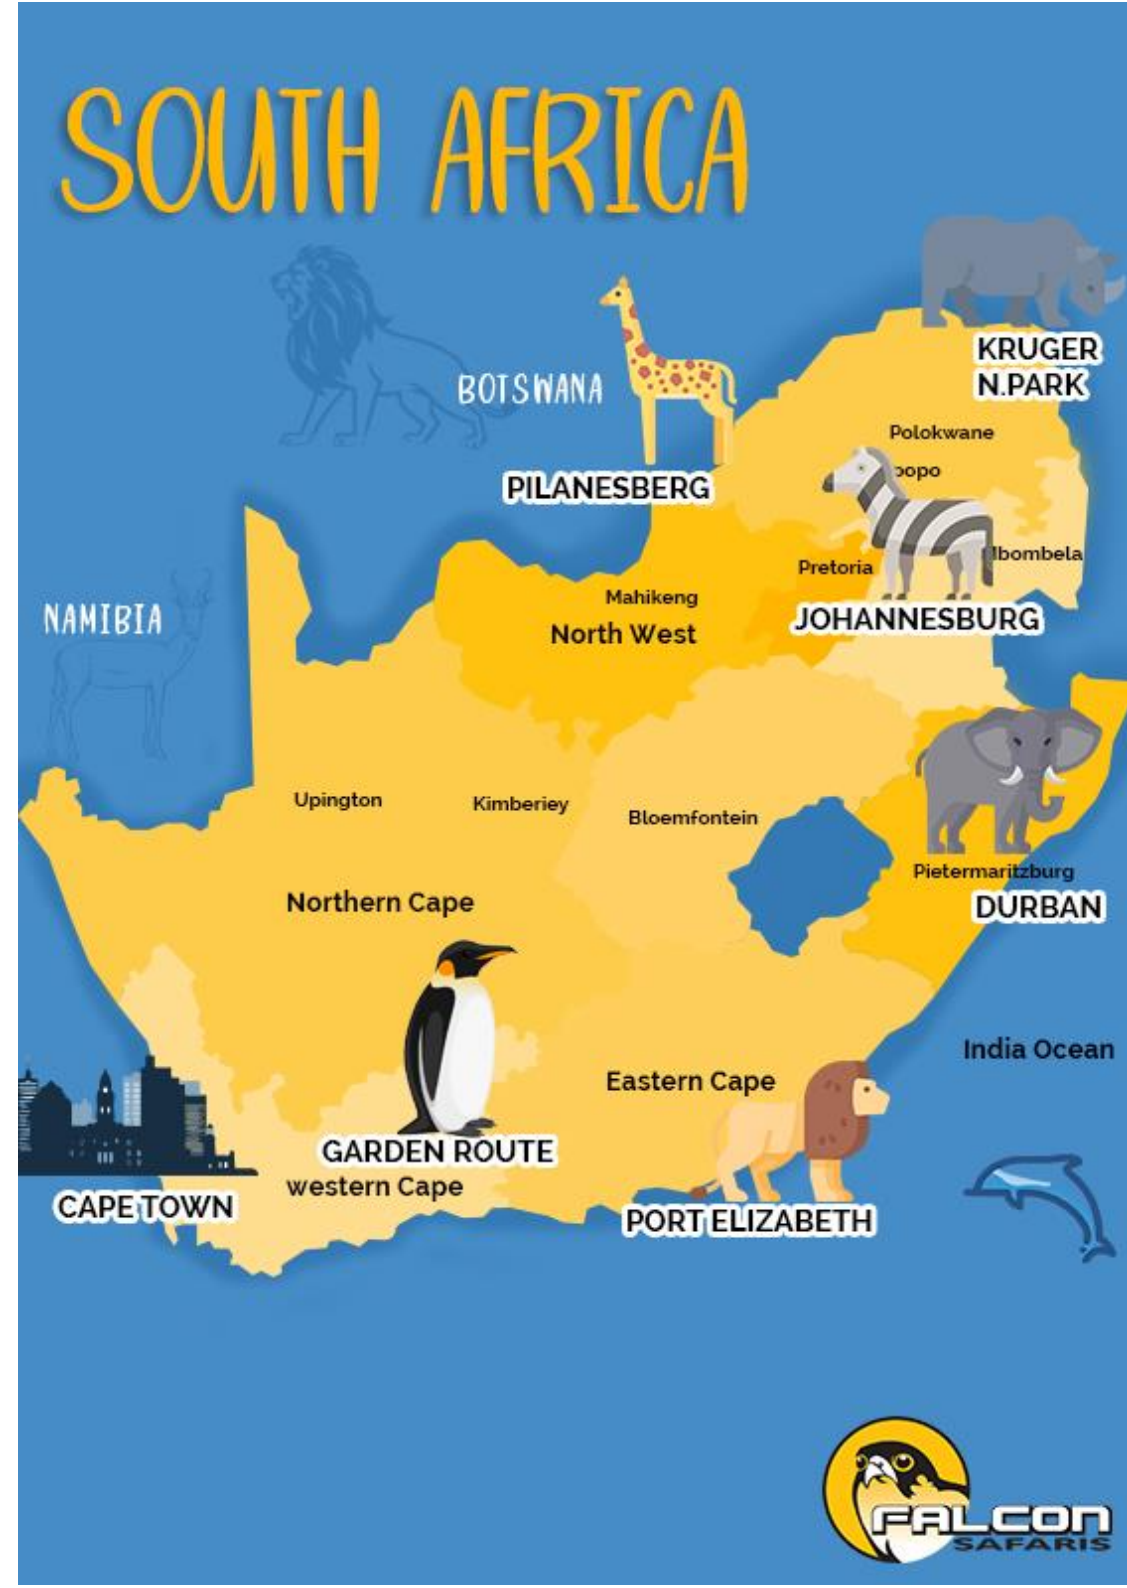 SOUTH AFRICA
KRUGER
N.PARK
BOTSWANA
Polokwane
PILANESBERG
Pretoria
Mahikeng
JOHANNESBURG
NAMIBIA
North West
Upington
Kimberiey
Bloemfontein
Pietermaritzburg
DURBAN
Northern Cape
India Ocean
Eastern Cape
GARDEN ROUTE
western Cape
CAPE TOWN
PORT ELIZABETH
FALCON
SAFARIS